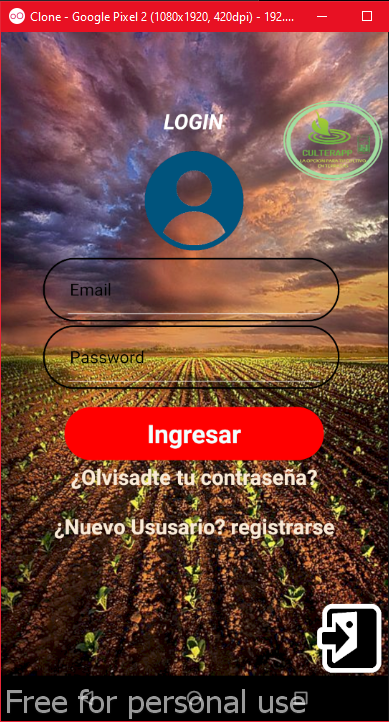 Clone - Google Pixel 2 (1080x1920, 420dpi) - 192....
LOGIN
CULTERAPP
Email
Password
Ingresar
¿Olvisadte tu contraseña?
¿Nuevo Ususario? registrarse
Free for personal use